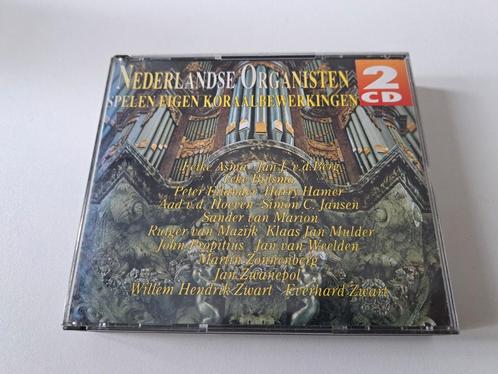 NEDERLANDSE ORGANISTEN
SPELEN EIGEN KORAALBEWERKINGEN
2
CD
Feike Asma Jan J. v.d. Berg
Feike Bijlsma
Peter Eilander Harry Hamer
Aad v.d. Hoeven Simon C. Jansen
Sander van Marion
Rutger van Mazijk Klaas Jan Mulder
John Propitius Jan van Weelden
Martin Zonnenberg
Jan Zwanepol
Willem Hendrik Zwart Everhard Zwart